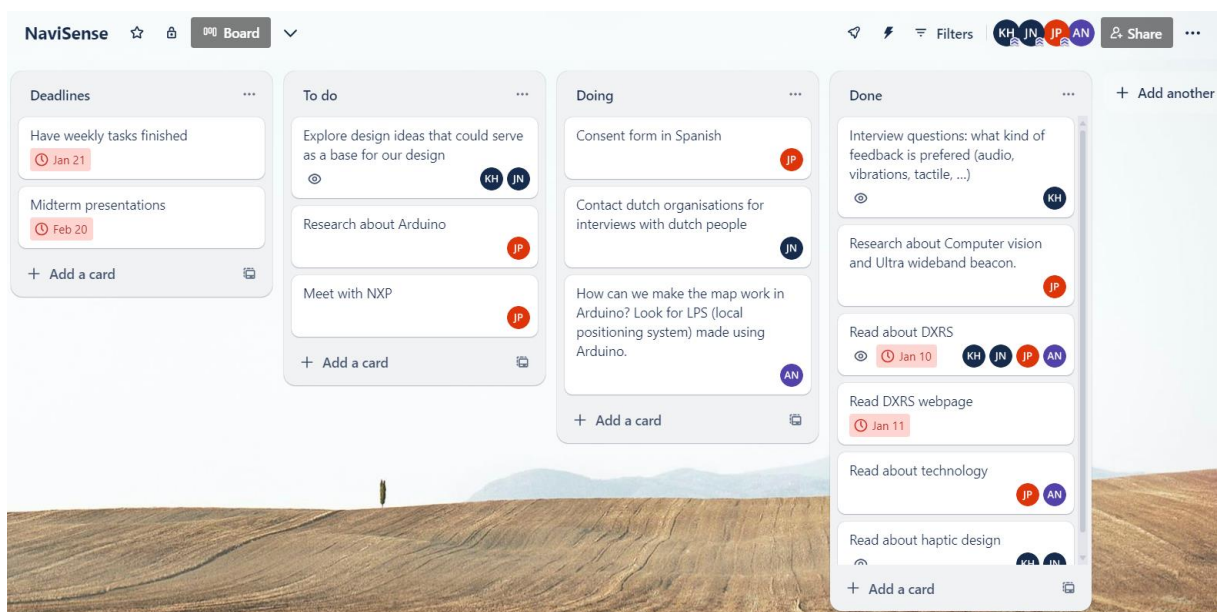 NaviSense
Board
Filters
KH JN JP AN
Share
Deadlines
Have weekly tasks finished
Jan 21
Midterm presentations
Feb 20
+ Add a card
To do
Explore design ideas that could serve
as a base for our design
KH JN
Research about Arduino
JP
Meet with NXP
JP
+ Add a card
Doing
Consent form in Spanish
JP
Contact dutch organisations for
interviews with dutch people
JN
How can we make the map work in
Arduino? Look for LPS (local
positioning system) made using
Arduino.
AN
+ Add a card
Done
Interview questions: what kind of
feedback is prefered (audio,
vibrations, tactile, ...)
KH
Research about Computer vision
and Ultra wideband beacon.
JP
Read about DXRS
Jan 10 KH JN JP AN
Read DXRS webpage
Jan 11
Read about technology
JP AN
Read about haptic design
KH JN
+ Add a card
+ Add another